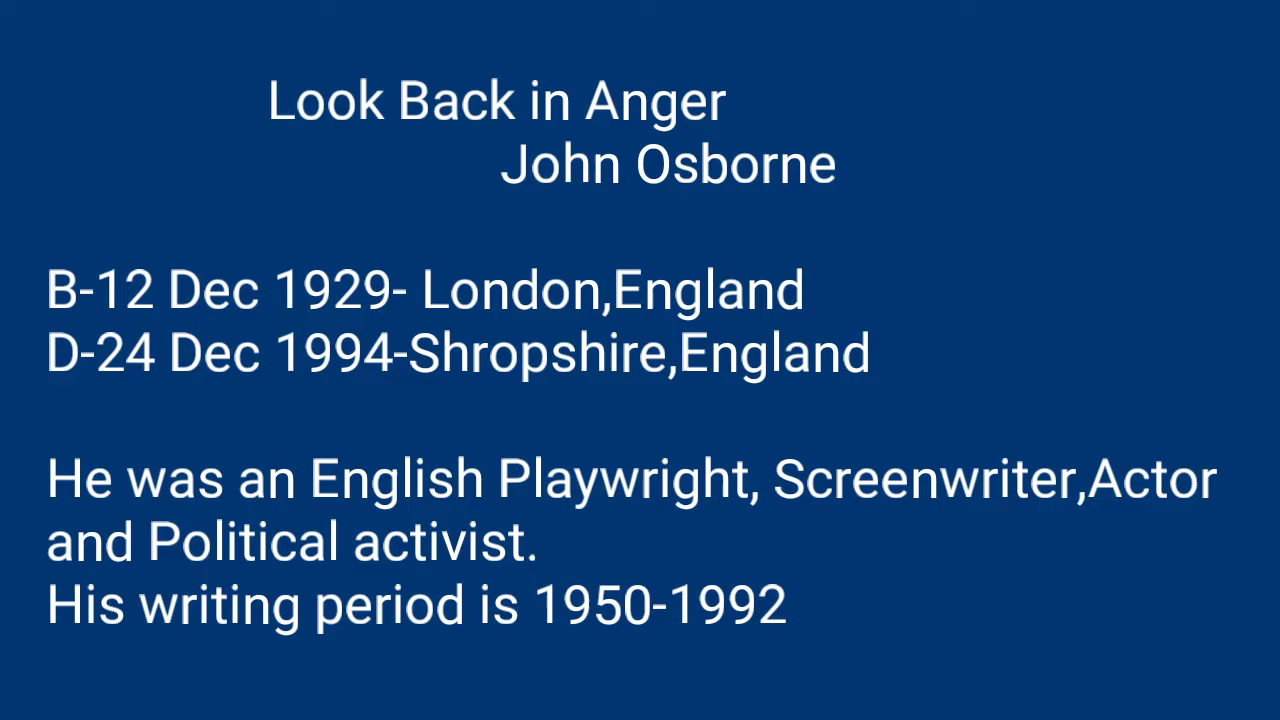 Look Back in Anger
John Osborne
B-12 Dec 1929- London,England
D-24 Dec 1994-Shropshire,England
He was an English Playwright, Screenwriter,Actor
and Political activist.
His writing period is 1950-1992